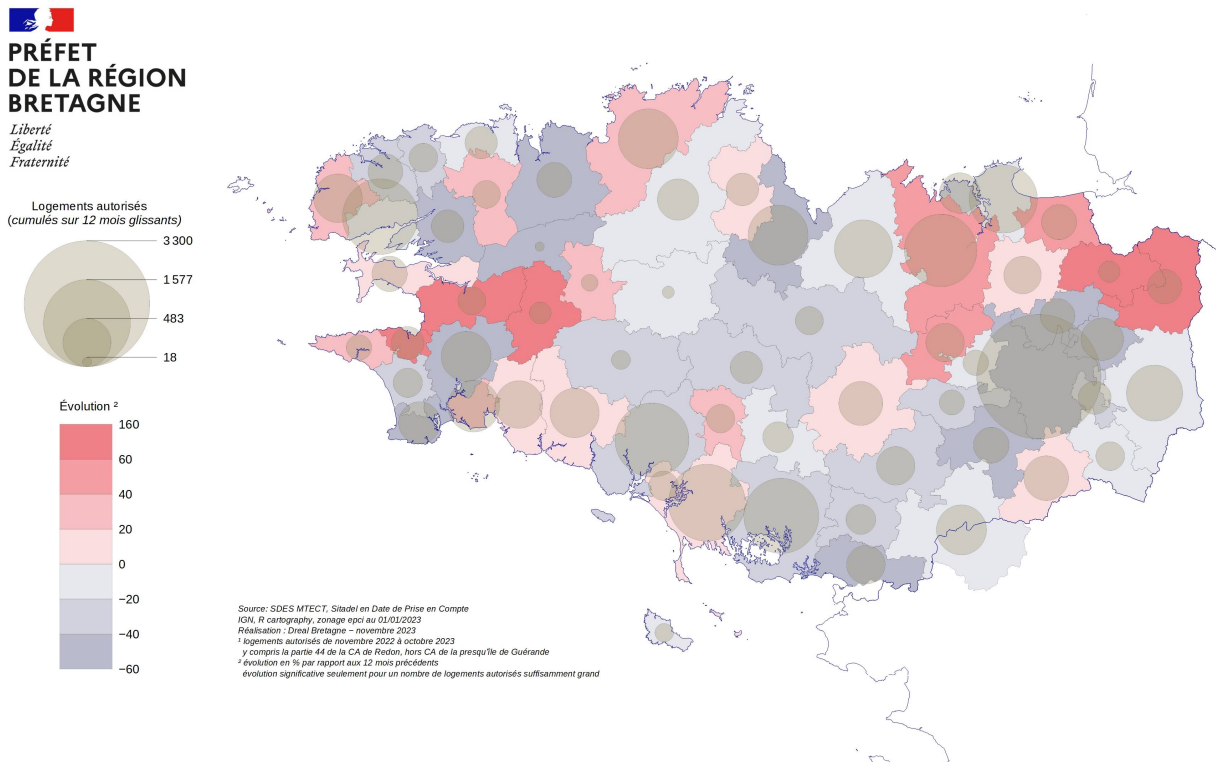 PRÉFET
DE LA RÉGION
BRETAGNE
Liberté
Égalité
Fraternité
Logements autorisés
(cumulés sur 12 mois glissants)
3 300
1 577
483
18
Évolution ²
160
60
40
20
0
−20
−40
−60
Source: SDES MTECT, Sitadel en Date de Prise en Compte
IGN, R cartography, zonage epci au 01/01/2023
Réalisation : Dreal Bretagne − novembre 2023
¹ logements autorisés de novembre 2022 à octobre 2023
y compris la partie 44 de la CA de Redon, hors CA de la presqu'île de Guérande
² évolution en % par rapport aux 12 mois précédents
évolution significative seulement pour un nombre de logements autorisés suffisamment grand